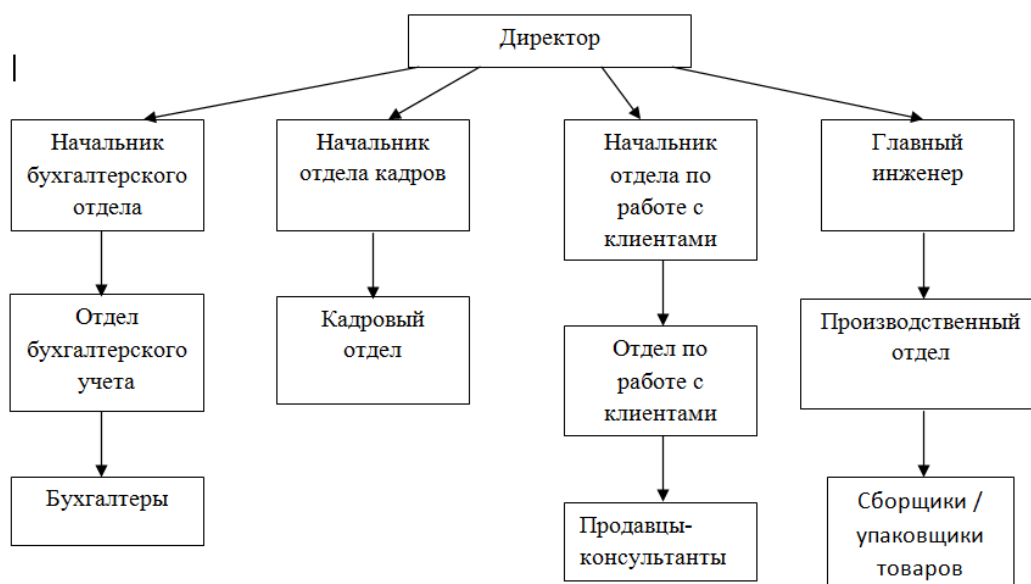 Директор
Начальник
бухгалтерского
отдела
Начальник
отдела кадров
Начальник
отдела по
работе с
клиентами
Главный
инженер
Отдел
бухгалтерского
учета
Кадровый
отдел
Отдел по
работе с
клиентами
Производственный
отдел
Бухгалтеры
Продавцы-
консультанты
Сборщики /
упаковщики
товаров